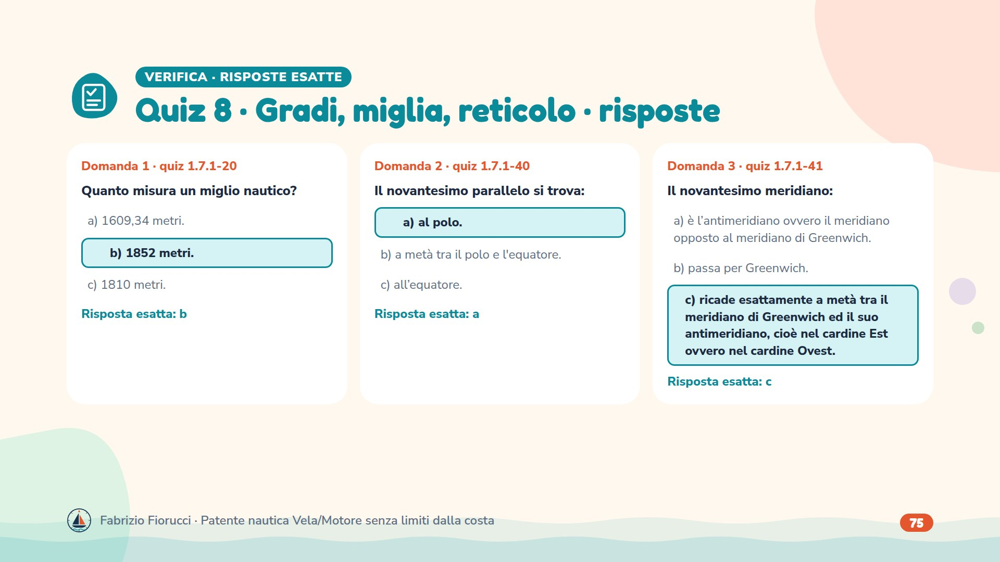 VERIFICA · RISPOSTE ESATTE
Quiz 8 · Gradi, miglia, reticolo · risposte
Domanda 1 · quiz 1.7.1-20
Quanto misura un miglio nautico?
a) 1609,34 metri.
b) 1852 metri.
c) 1810 metri.
Risposta esatta: b
Domanda 2 · quiz 1.7.1-40
Il novantesimo parallelo si trova:
a) al polo.
b) a metà tra il polo e l'equatore.
c) all’equatore.
Risposta esatta: a
Domanda 3 · quiz 1.7.1-41
Il novantesimo meridiano:
a) è l’antimeridiano ovvero il meridiano
opposto al meridiano di Greenwich.
b) passa per Greenwich.
c) ricade esattamente a metà tra il
meridiano di Greenwich ed il suo
antimeridiano, cioè nel cardine Est
ovvero nel cardine Ovest.
Risposta esatta: c
Fabrizio Fiorucci · Patente nautica Vela/Motore senza limiti dalla costa
75